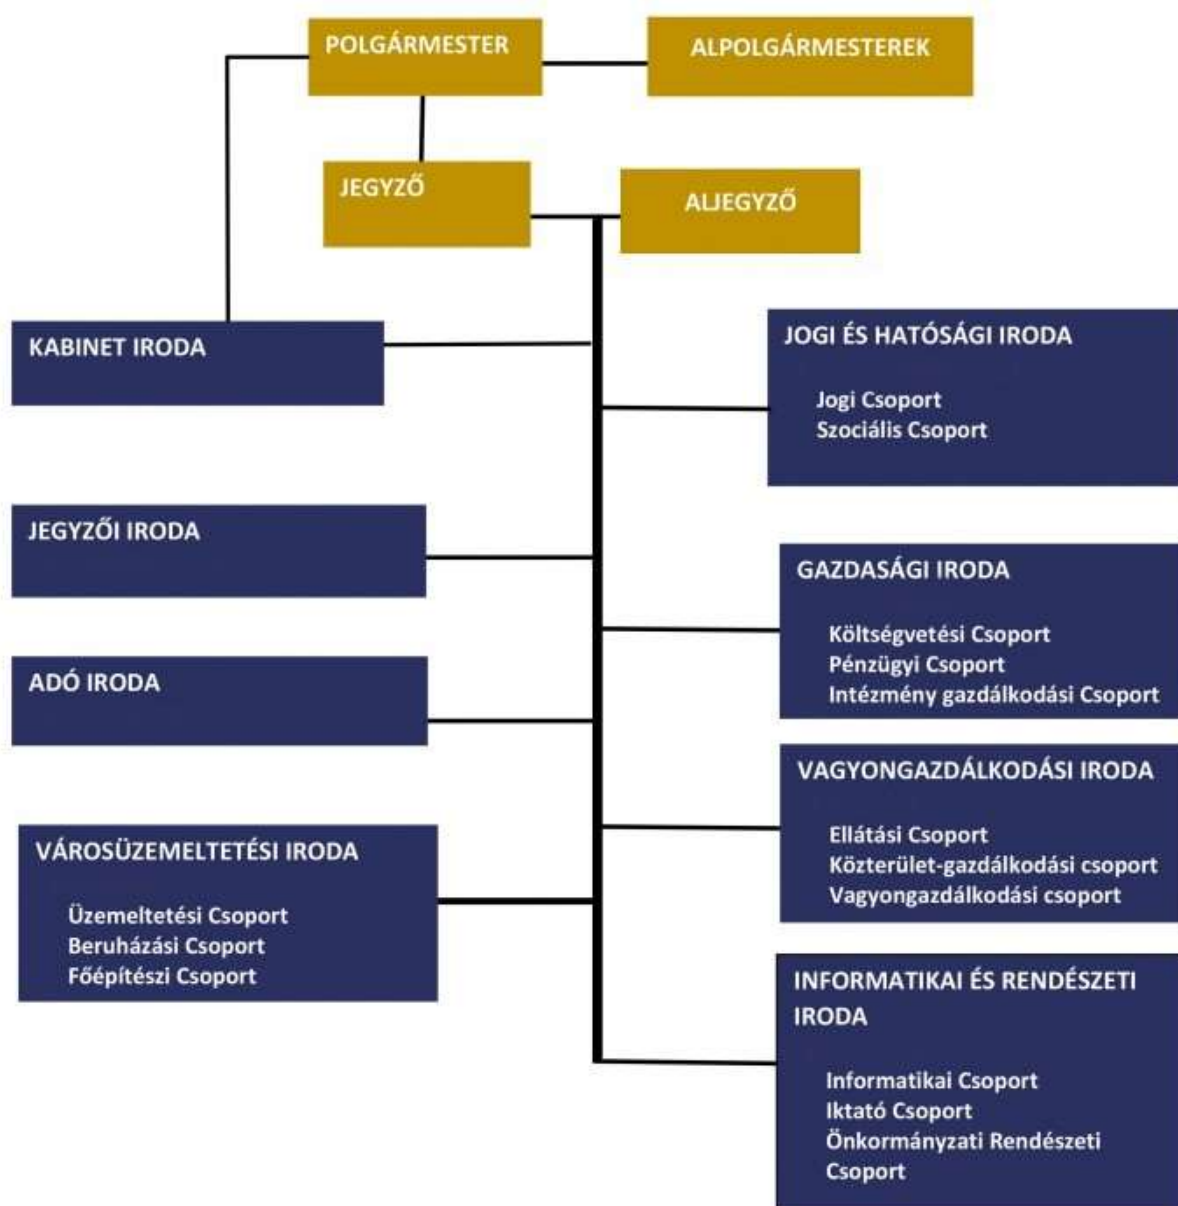 POLGÁRMESTER
ALPOLGÁRMESTEREK
JEGYZŐ
ALJEGYZŐ
KABINET IRODA
JOGI ÉS HATÓSÁGI IRODA
Jogi Csoport
Szociális Csoport
JEGYZŐI IRODA
GAZDASÁGI IRODA
Költségvetési Csoport
Pénzügyi Csoport
Intézmény gazdálkodási Csoport
ADÓ IRODA
VAGYONGAZDÁLKODÁSI IRODA
Ellátási Csoport
Közterület-gazdálkodási csoport
Vagyongazdálkodási csoport
VÁROSÜZEMELTETÉSI IRODA
Üzemeltetési Csoport
Beruházási Csoport
Főépítészi Csoport
INFORMATIKAI ÉS RENDÉSZETI
IRODA
Informatikai Csoport
Iktató Csoport
Önkormányzati Rendészeti
Csoport